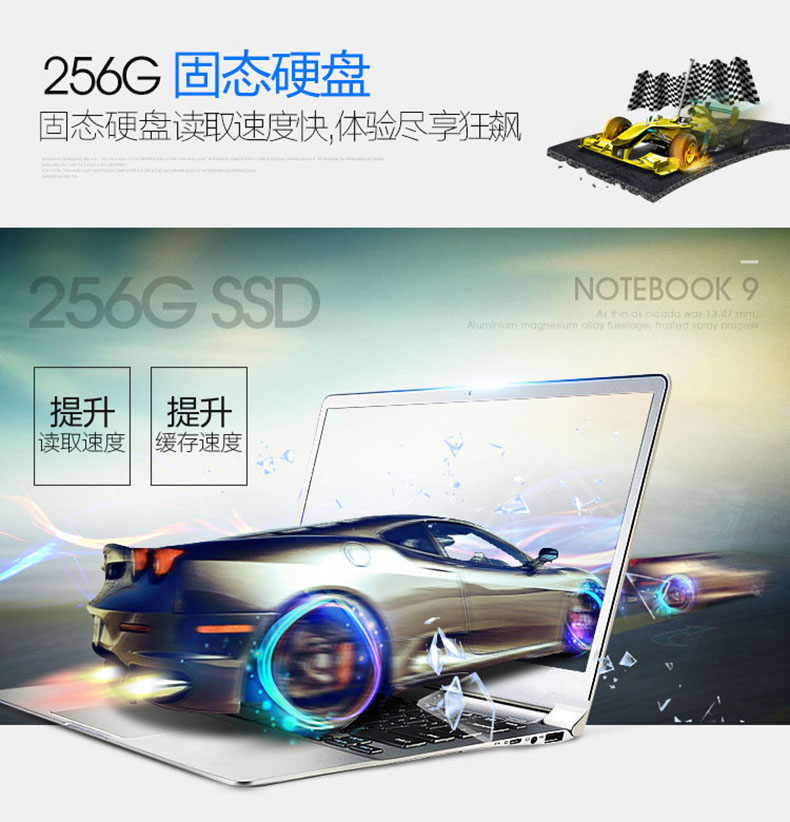 256G 固态硬盘
固态硬盘读取速度快,体验尽享狂飙
256G SSD
NOTEBOOK 9
As thin as cicada was 13.47 mm,
Aluminium magnesium alloy fuselage, frosted spray process
提升
读取速度
提升
缓存速度